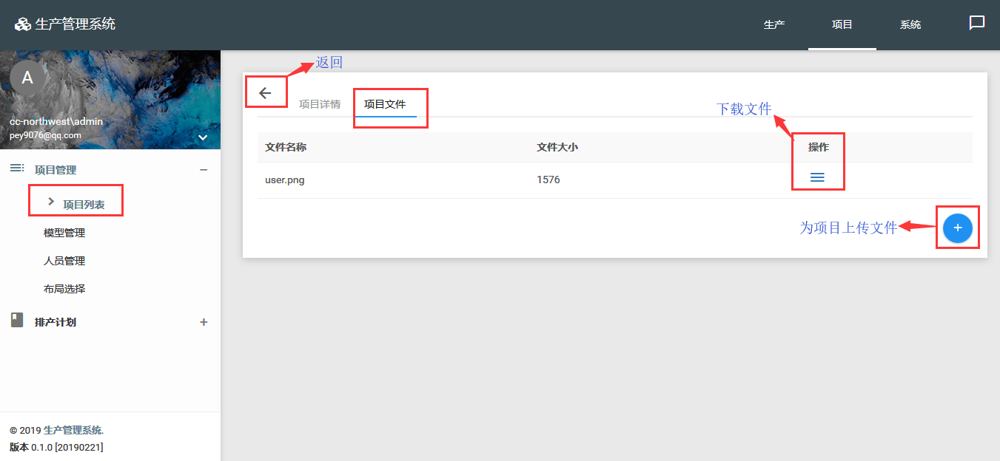 生产管理系统
生产
项目
系统
A
cc-northwest\admin
pey9076@qq.com
项目管理
项目列表
模型管理
人员管理
布局选择
排产计划
© 2019 生产管理系统.
版本 0.1.0 [20190221]
返回
项目详情
项目文件
下载文件
文件名称
文件大小
操作
user.png
1576
为项目上传文件